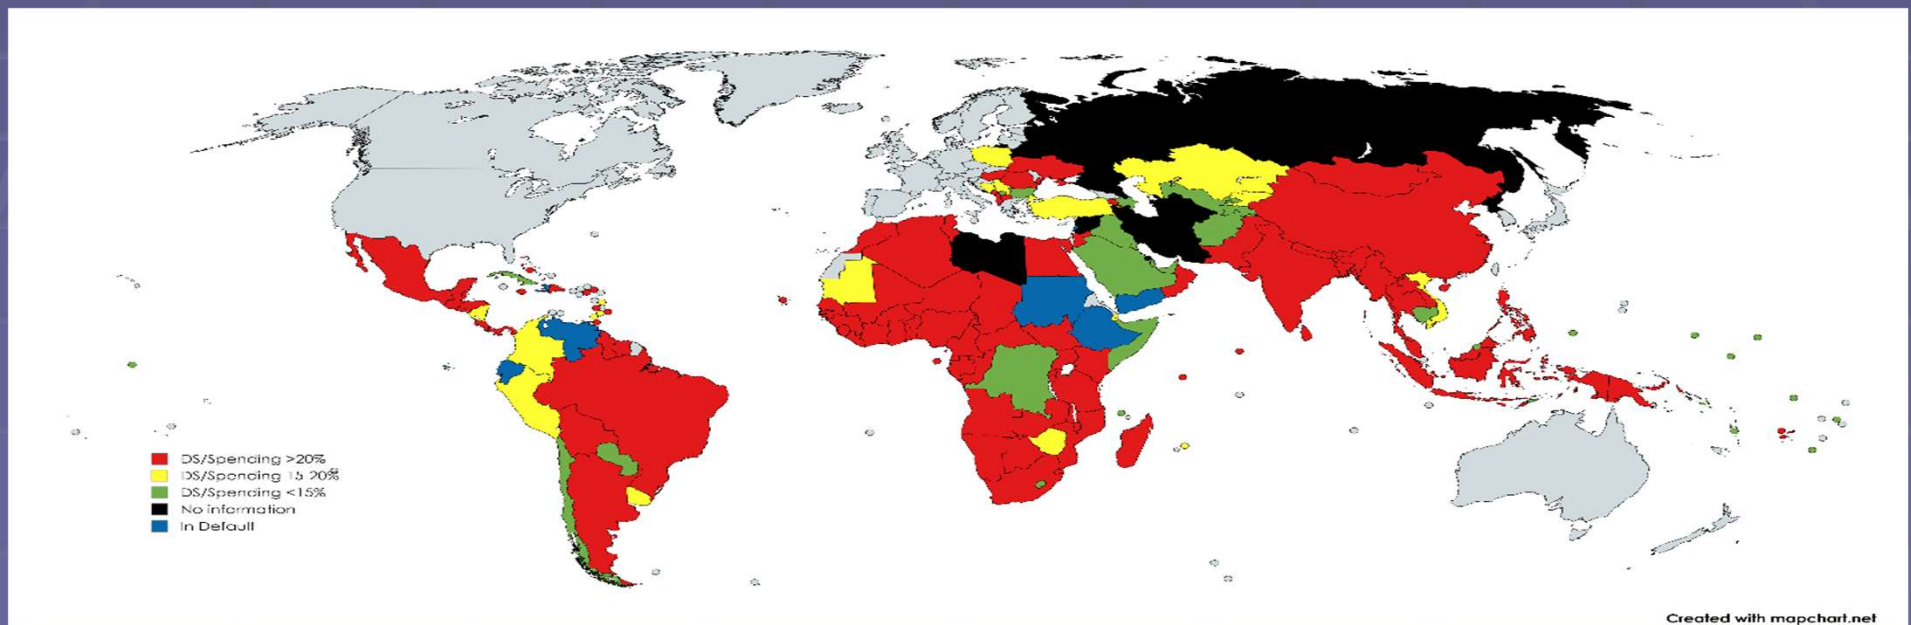 DS/Spending >20%
DS/Spending 15-20%
DS/Spending <15%
No information
In Default
Created with mapchart.net